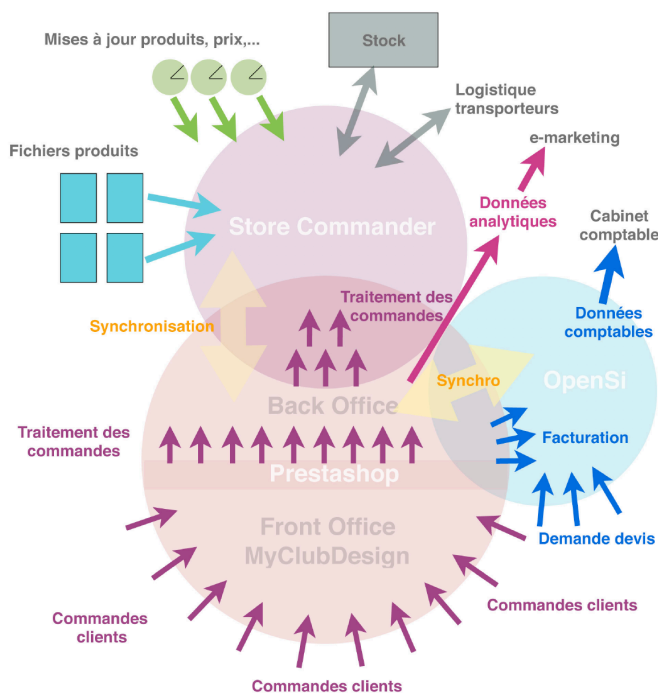 Mises à jour produits, prix,...
Stock
Logistique
transporteurs
e-marketing
Fichiers produits
Données
analytiques
Cabinet
comptable
Store Commander
Traitement des
commandes
Données
comptables
Synchronisation
Synchro
OpenSi
Back Office
Traitement des
commandes
Facturation
Prestashop
Front Office
MyClubDesign
Demande devis
Commandes
clients
Commandes clients
Commandes clients